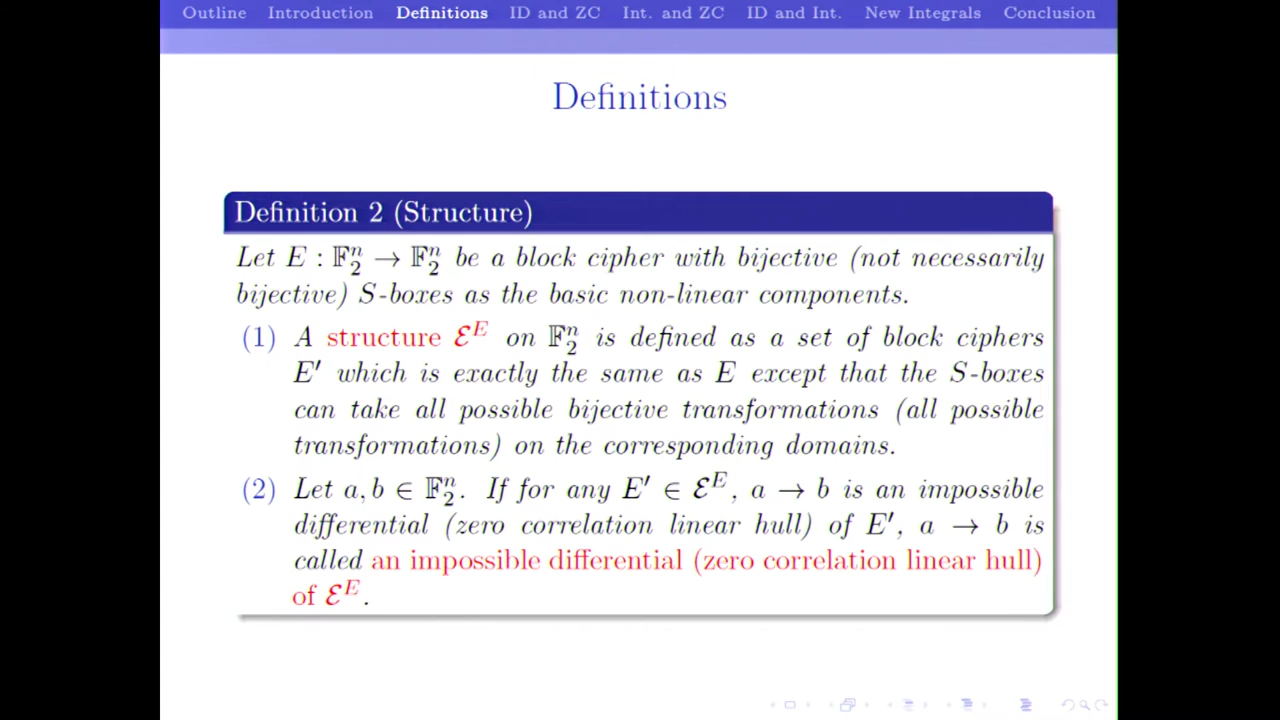 Outline Introduction Definitions ID and ZC Int. and ZC ID and Int. New Integrals Conclusion
Definitions
Definition 2 (Structure)
Let E : 𝔽₂ⁿ → 𝔽₂ⁿ be a block cipher with bijective (not necessarily
bijective) S-boxes as the basic non-linear components.
(1) A structure ℰᴱ on 𝔽₂ⁿ is defined as a set of block ciphers
E′ which is exactly the same as E except that the S-boxes
can take all possible bijective transformations (all possible
transformations) on the corresponding domains.
(2) Let a, b ∈ 𝔽₂ⁿ. If for any E′ ∈ ℰᴱ, a → b is an impossible
differential (zero correlation linear hull) of E′, a → b is
called an impossible differential (zero correlation linear hull)
of ℰᴱ.